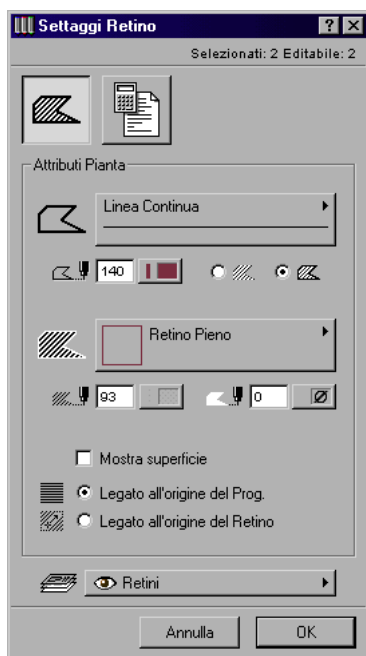 Settaggi Retino
Selezionati: 2 Editabile: 2
Attributi Pianta
Linea Continua
140
Retino Pieno
93
0
Mostra superficie
Legato all'origine del Prog.
Legato all'origine del Retino
Retini
Annulla
OK